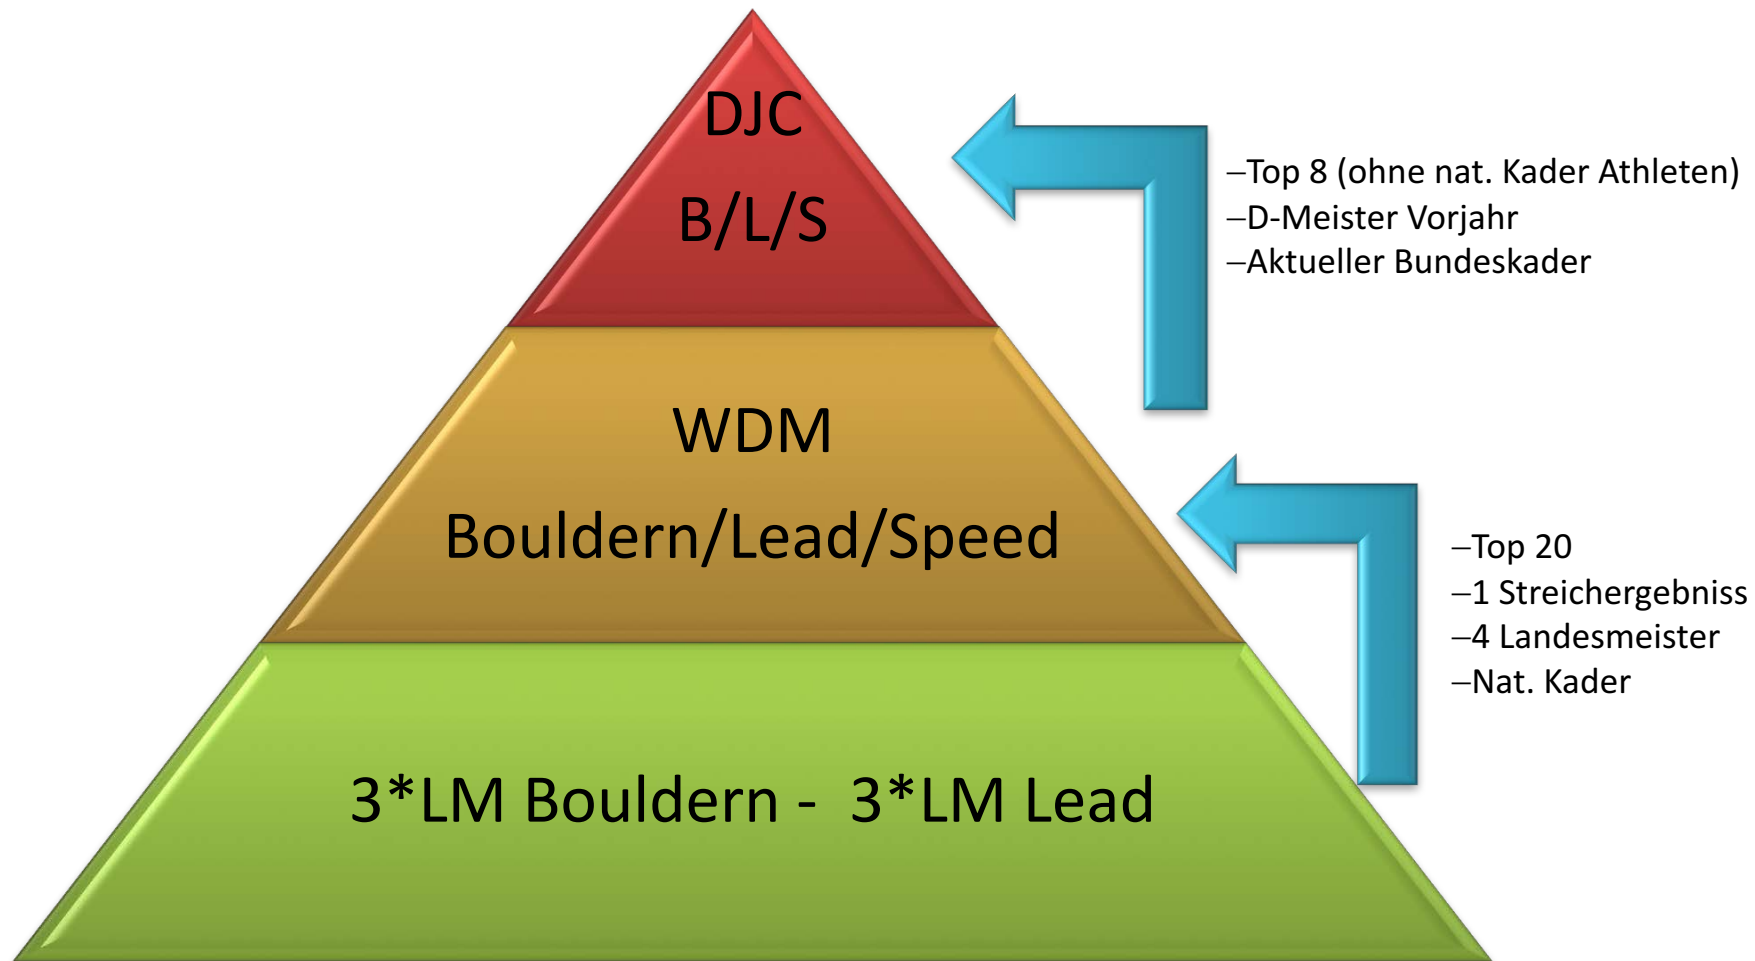 DJC
B/L/S
–Top 8 (ohne nat. Kader Athleten)
–D-Meister Vorjahr
–Aktueller Bundeskader
WDM
Bouldern/Lead/Speed
–Top 20
–1 Streichergebniss
–4 Landesmeister
–Nat. Kader
3*LM Bouldern - 3*LM Lead